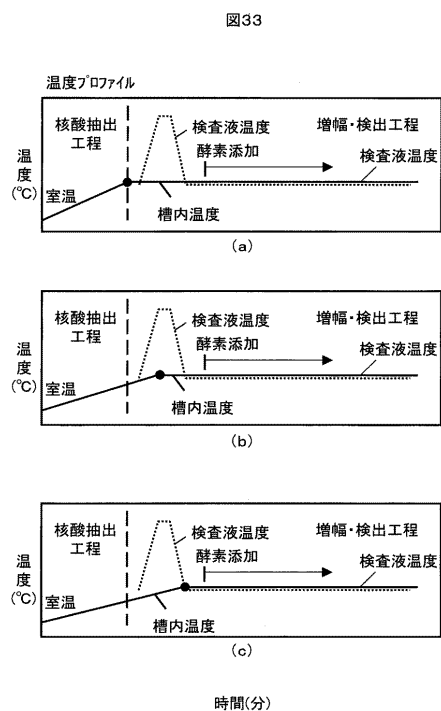 図33
温度プロファイル
核酸抽出
工程
検査液温度
増幅・検出工程
酵素添加
検査液温度
温
度
(℃)
室温
槽内温度
(a)
核酸抽出
工程
検査液温度
増幅・検出工程
酵素添加
検査液温度
温
度
(℃)
室温
槽内温度
(b)
核酸抽出
工程
検査液温度
増幅・検出工程
酵素添加
検査液温度
温
度
(℃)
室温
槽内温度
(c)
時間(分)